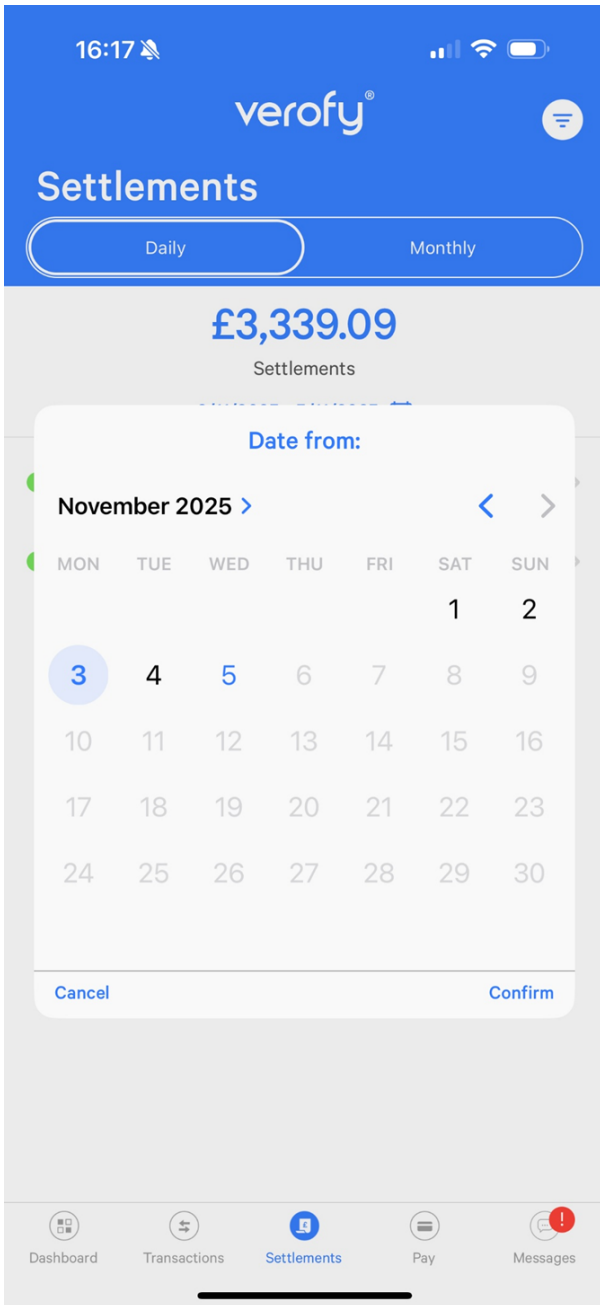 16:17
verofy®
Settlements
Daily Monthly
£3,339.09
Settlements
Date from:
November 2025
MON TUE WED THU FRI SAT SUN
1 2
3 4 5 6 7 8 9
10 11 12 13 14 15 16
17 18 19 20 21 22 23
24 25 26 27 28 29 30
Cancel Confirm
!
Dashboard Transactions Settlements Pay Messages